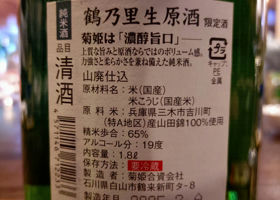 純米酒
鶴乃里生原酒 限定酒
菊姫は「濃醇旨口」
上質な旨みと原酒ならではのボリューム感。
力強さと柔らかさを兼ね備えた純米酒。
品目
清酒
山廃仕込
キャップ:
PE
金属
原材料名:米(国産)
米こうじ(国産米)
原料米:兵庫県三木市吉川町
(特A地区)産山田錦100%使用
精米歩合:65%
アルコール分:19度
内容量:1.8ℓ
保存方法:要冷蔵
製造者:菊姫合資会社
石川県白山市鶴来新町タ-8
製造年月